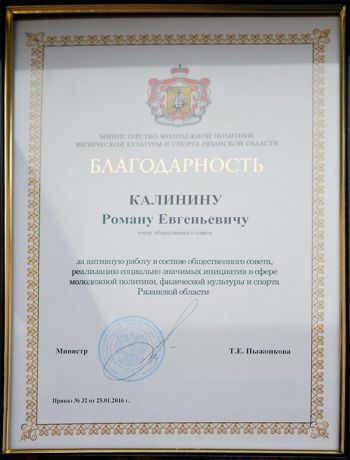 МИНИСТЕРСТВО МОЛОДЕЖНОЙ ПОЛИТИКИ,
ФИЗИЧЕСКОЙ КУЛЬТУРЫ И СПОРТА РЯЗАНСКОЙ ОБЛАСТИ
БЛАГОДАРНОСТЬ
КАЛИНИНУ
Роману Евгеньевичу
члену общественного совета
за активную работу в составе общественного совета,
реализацию социально значимых инициатив в сфере
молодежной политики, физической культуры и спорта
Рязанской области
Министр
Т.Е. Пыжонкова
Приказ № 32 от 25.01.2016 г.